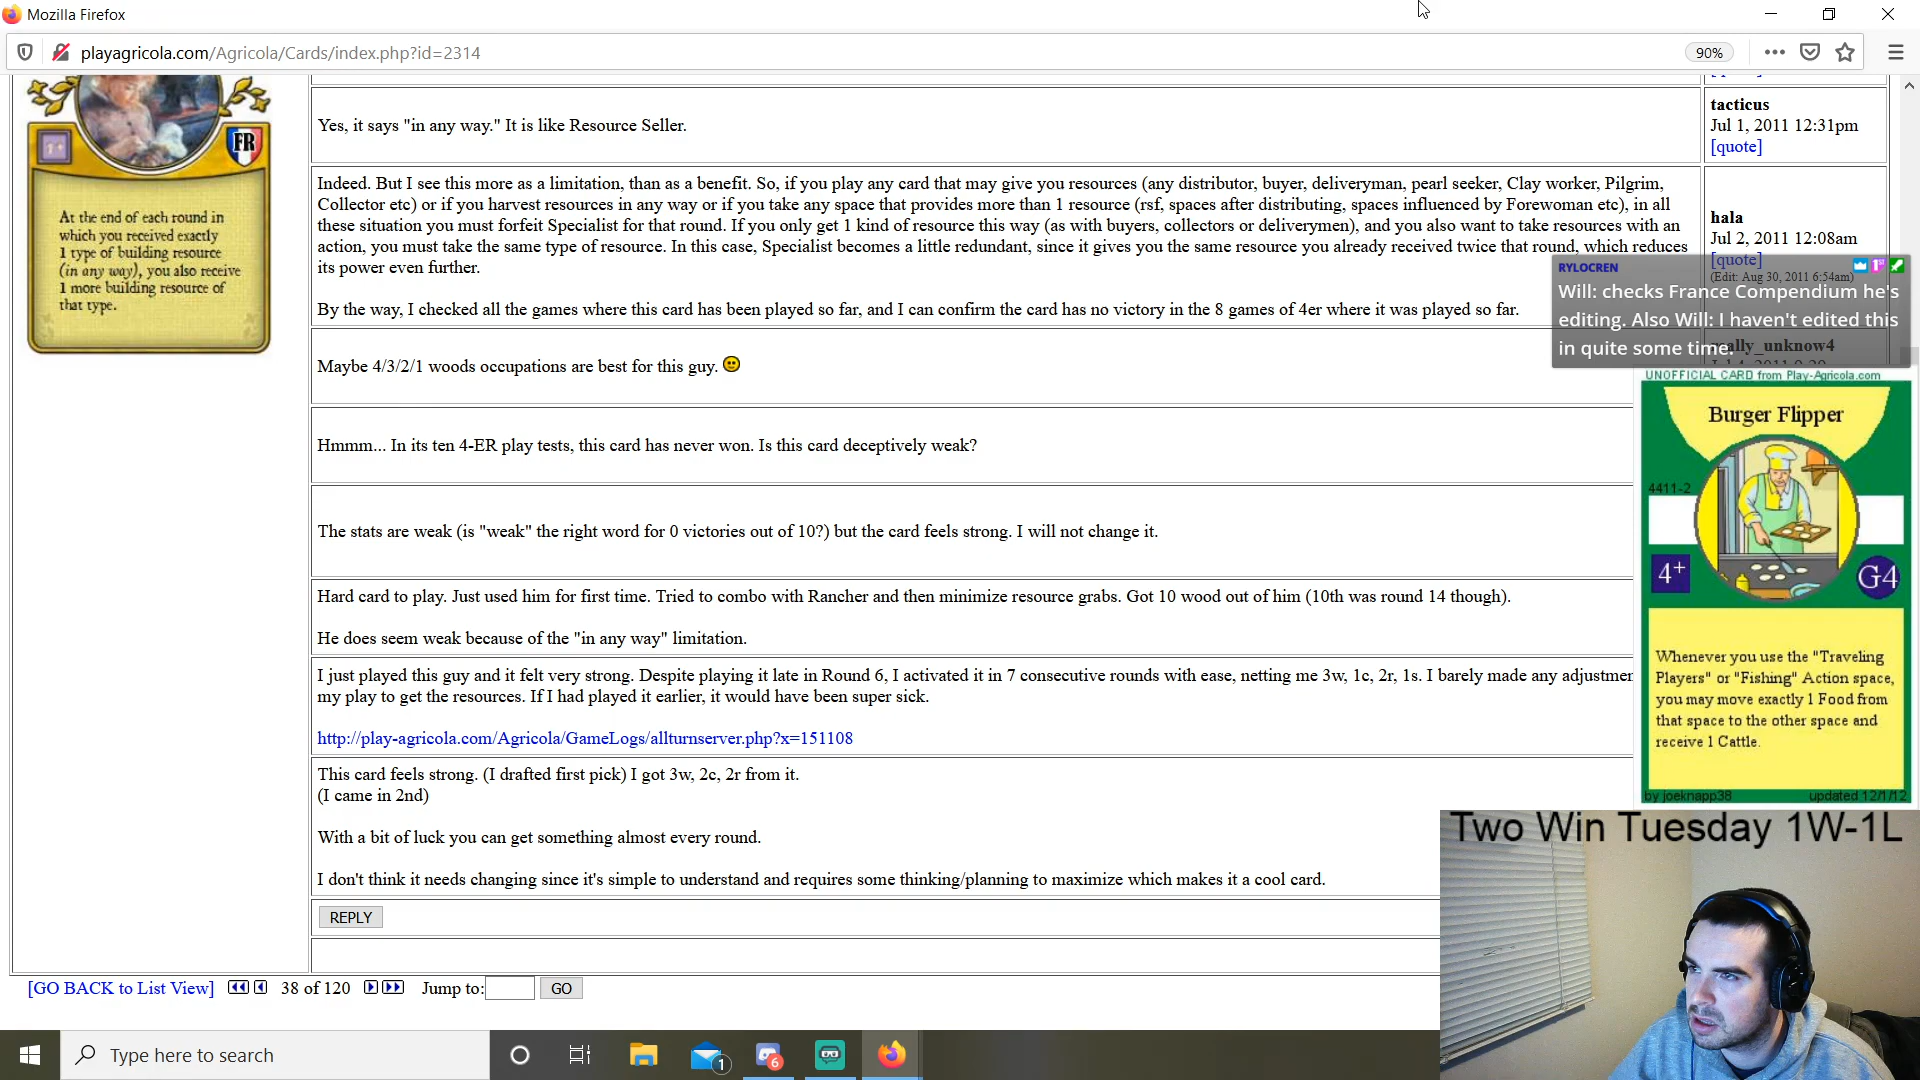 Mozilla Firefox
playagricola.com/Agricola/Cards/index.php?id=2314
90%
FR
At the end of each round in
which you received exactly
1 type of building resource
(in any way), you also receive
1 more building resource of
that type.
Yes, it says "in any way." It is like Resource Seller.
tacticus
Jul 1, 2011 12:31pm
[quote]
Indeed. But I see this more as a limitation, than as a benefit. So, if you play any card that may give you resources (any distributor, buyer, deliveryman, pearl seeker, Clay worker, Pilgrim,
Collector etc) or if you harvest resources in any way or if you take any space that provides more than 1 resource (rsf, spaces after distributing, spaces influenced by Forewoman etc), in all
these situation you must forfeit Specialist for that round. If you only get 1 kind of resource this way (as with buyers, collectors or deliverymen), and you also want to take resources with an
action, you must take the same type of resource. In this case, Specialist becomes a little redundant, since it gives you the same resource you already received twice that round, which reduces
its power even further.
By the way, I checked all the games where this card has been played so far, and I can confirm the card has no victory in the 8 games of 4er where it was played so far.
hala
Jul 2, 2011 12:08am
[quote]
(Edit: Aug 30, 2011 6:54am)
RYLOCREN
Will: checks France Compendium he's
editing. Also Will: I haven't edited this
in quite some time.
Maybe 4/3/2/1 woods occupations are best for this guy.
Hmmm... In its ten 4-ER play tests, this card has never won. Is this card deceptively weak?
The stats are weak (is "weak" the right word for 0 victories out of 10?) but the card feels strong. I will not change it.
Hard card to play. Just used him for first time. Tried to combo with Rancher and then minimize resource grabs. Got 10 wood out of him (10th was round 14 though).
He does seem weak because of the "in any way" limitation.
I just played this guy and it felt very strong. Despite playing it late in Round 6, I activated it in 7 consecutive rounds with ease, netting me 3w, 1c, 2r, 1s. I barely made any adjustmen
my play to get the resources. If I had played it earlier, it would have been super sick.
http://play-agricola.com/Agricola/GameLogs/allturnserver.php?x=151108
This card feels strong. (I drafted first pick) I got 3w, 2c, 2r from it.
(I came in 2nd)
With a bit of luck you can get something almost every round.
I don't think it needs changing since it's simple to understand and requires some thinking/planning to maximize which makes it a cool card.
REPLY
[GO BACK to List View] 38 of 120 Jump to: GO
UNOFFICIAL CARD from Play-Agricola.com
Burger Flipper
4411-2
4+
G4
Whenever you use the "Traveling
Players" or "Fishing" Action space,
you may move exactly 1 Food from
that space to the other space and
receive 1 Cattle.
by joeknapp38 updated 12/1/12
Two Win Tuesday 1W-1L
Type here to search
1
6